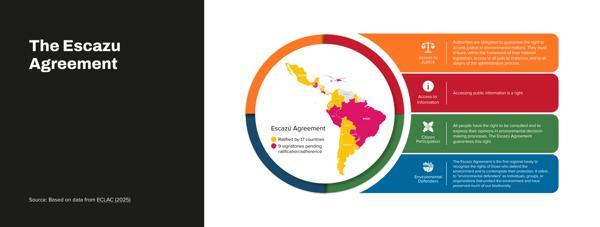 The Escazu
Agreement
Source: Based on data from ECLAC (2025)
Escazú Agreement
Ratified by 17 countries
9 signatories pending
ratification/adherence
Access to
Justice
Authorities are obligated to guarantee the right to
access justice in environmental matters. They must
ensure, within the framework of their national
legislation, access to all judicial instances and to all
stages of the administrative process.
Access to
Information
Accessing public information is a right.
Citizen
Participation
All people have the right to be consulted and to
express their opinions in environmental decision-
making processes. The Escazú Agreement
guarantees this right.
Environmental
Defenders
The Escazú Agreement is the first regional treaty to
recognize the rights of those who defend the
environment and to contemplate their protection. It refers
to "environmental defenders" as individuals, groups, or
organizations that protect the environment and have
preserved much of our biodiversity.